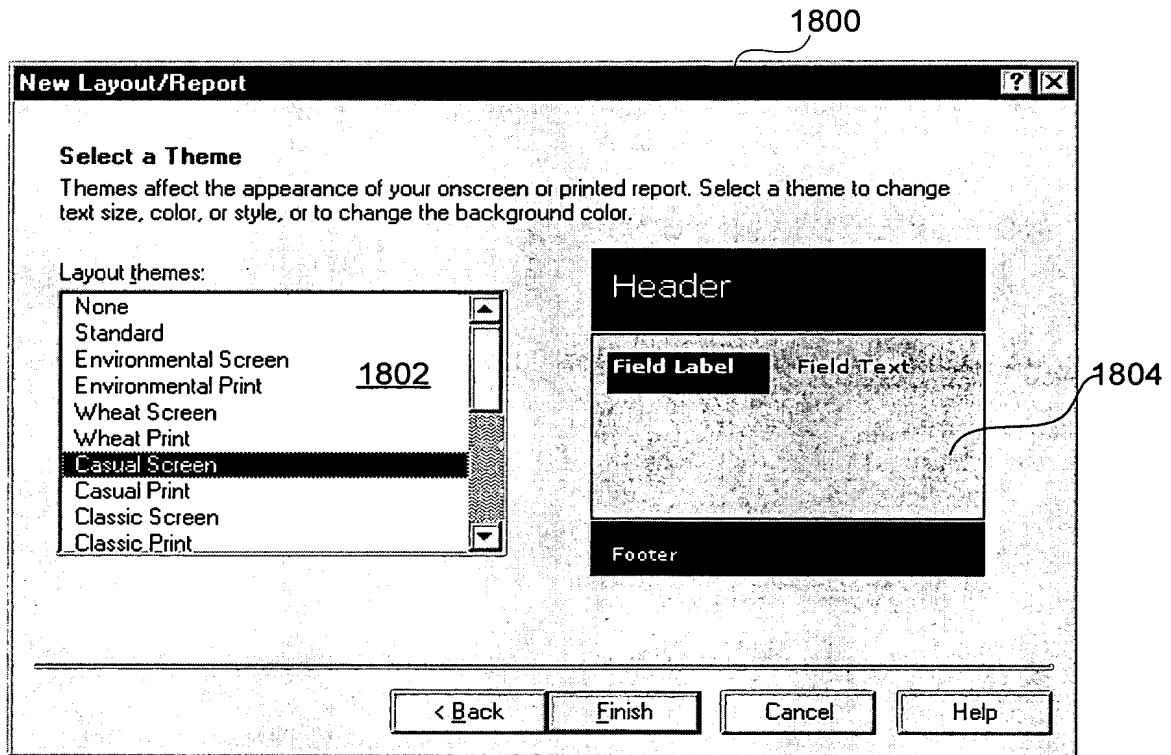 1800
New Layout/Report
Select a Theme
Themes affect the appearance of your onscreen or printed report. Select a theme to change
text size, color, or style, or to change the background color.
Layout themes:
None
Standard
Environmental Screen
Environmental Print
Wheat Screen
Wheat Print
Casual Screen
Casual Print
Classic Screen
Classic Print
1802
Header
Field Label Field Text
1804
Footer
< Back Finish Cancel Help